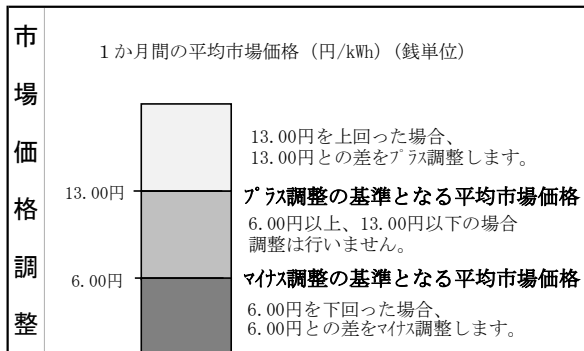 市場価格調整
１か月間の平均市場価格（円/kWh）（銭単位）
13.00円を上回った場合、
13.00円との差をﾌﾟﾗｽ調整します。
13.00円
ﾌﾟﾗｽ調整の基準となる平均市場価格
6.00円以上、13.00円以下の場合
調整は行いません。
6.00円
ﾏｲﾅｽ調整の基準となる平均市場価格
6.00円を下回った場合、
6.00円との差をﾏｲﾅｽ調整します。